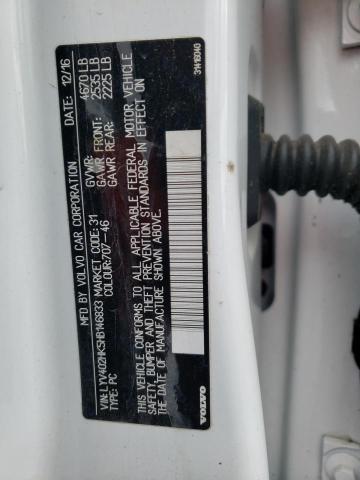 MFD BY VOLVO CAR CORPORATION
DATE: 12/16
GVWR: 4670 LB
GAWR FRONT: 2535 LB
GAWR REAR: 2225 LB
VIN: LYV402HK5HB146833 MARKET CODE: 31
TYPE: PC COLOUR: 707-46
THIS VEHICLE CONFORMS TO ALL APPLICABLE FEDERAL MOTOR VEHICLE
SAFETY, BUMPER AND THEFT PREVENTION STANDARDS IN EFFECT
ON THE DATE OF MANUFACTURE SHOWN ABOVE.
VOLVO
31416040